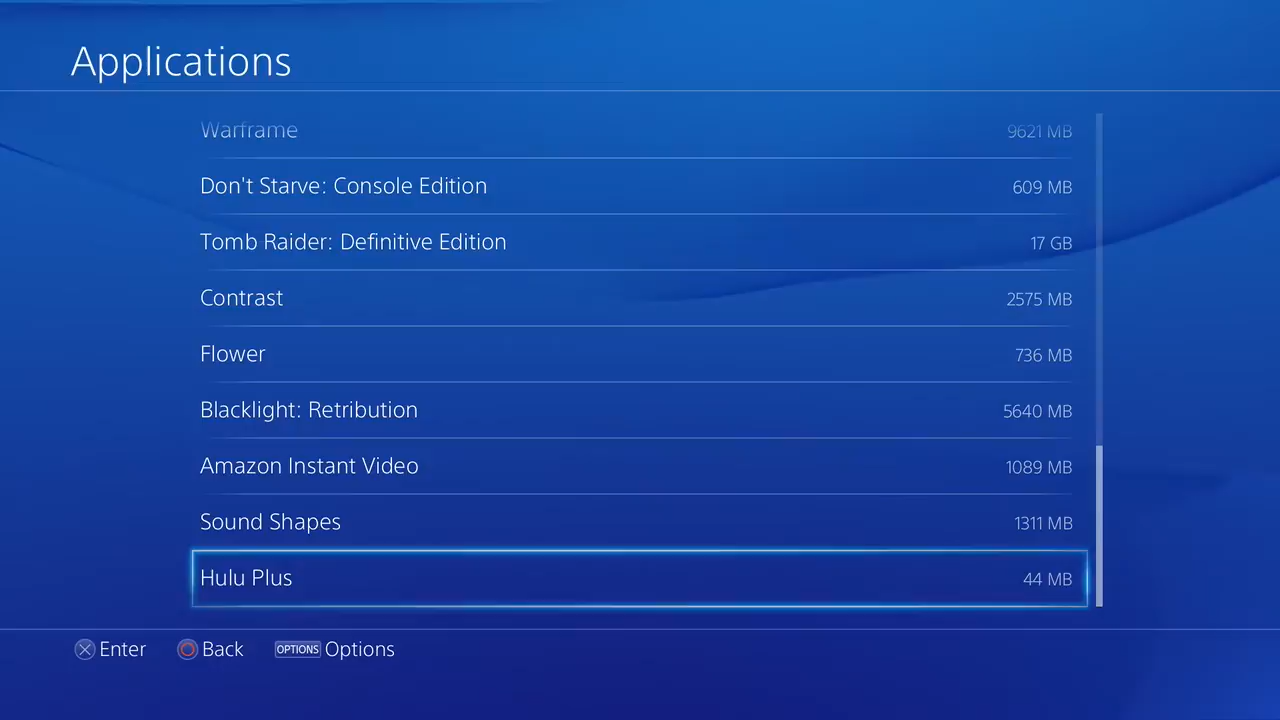 Applications
Warframe 9621 MB
Don't Starve: Console Edition 609 MB
Tomb Raider: Definitive Edition 17 GB
Contrast 2575 MB
Flower 736 MB
Blacklight: Retribution 5640 MB
Amazon Instant Video 1089 MB
Sound Shapes 1311 MB
Hulu Plus 44 MB
Enter Back OPTIONS Options